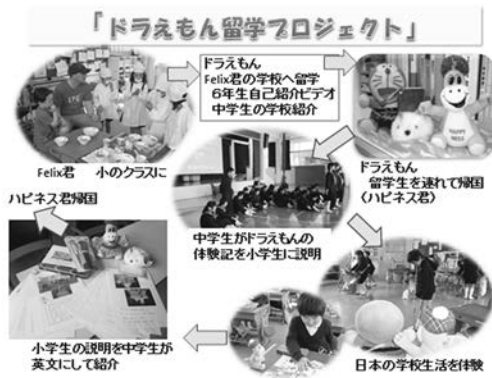 「ドラえもん留学プロジェクト」
ドラえもん
Felix君の学校へ留学
６年生自己紹介ビデオ
中学生の学校紹介
Felix君　小のクラスに
ドラえもん
留学生を連れて帰国
（ハピネス君）
中学生がドラえもんの
体験記を小学生に説明
日本の学校生活を体験
小学生の説明を中学生が
英文にして紹介
ハピネス君帰国